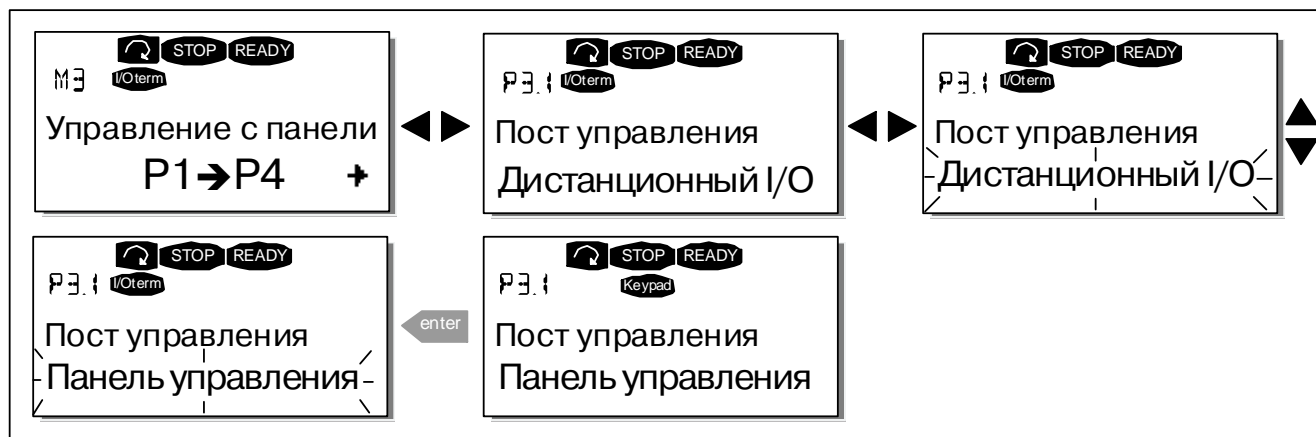 STOP READY
M3 I/Oterm
Управление с панели
P1➔P4
STOP READY
P3.1 I/Oterm
Пост управления
Дистанционный I/O
STOP READY
P3.1 I/Oterm
Пост управления
Дистанционный I/O
STOP READY
P3.1 I/Oterm
Пост управления
Панель управления
enter
STOP READY
P3.1 Keypad
Пост управления
Панель управления